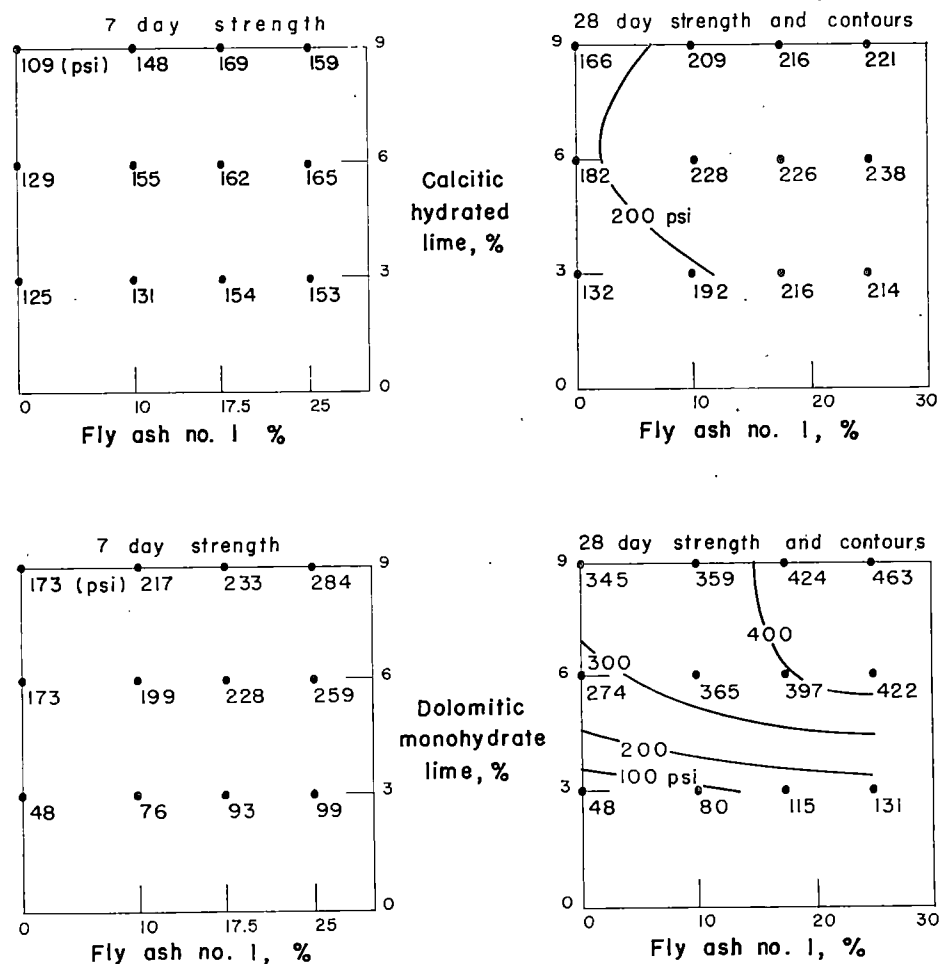 7 day strength
109 (psi) 148 169 159
9
129 155 162 165
6
125 131 154 153
3
0
0 10 17.5 25
Fly ash no. 1 %
Calcitic
hydrated
lime, %
28 day strength and contours
9
166 209 216 221
6
182 228 226 238
200 psi
3
132 192 216 214
0
0 10 20 30
Fly ash no. 1, %
7 day strength
173 (psi) 217 233 284
9
173 199 228 259
6
48 76 93 99
3
0
0 10 17.5 25
Fly ash no. 1, %
Dolomitic
monohydrate
lime, %
28 day strength and contours
9
345 359 424 463
400
300
6
274 365 397 422
200
100 psi
3
48 80 115 131
0
0 10 20 30
Fly ash no. 1, %